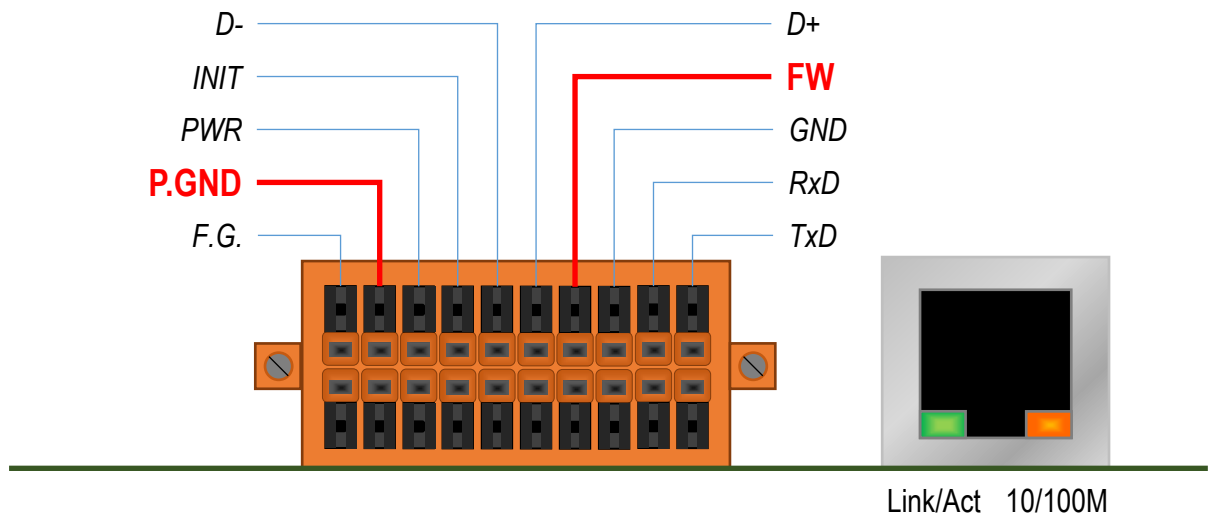 D-
INIT
PWR
P.GND
F.G.
D+
FW
GND
RxD
TxD
Link/Act 10/100M